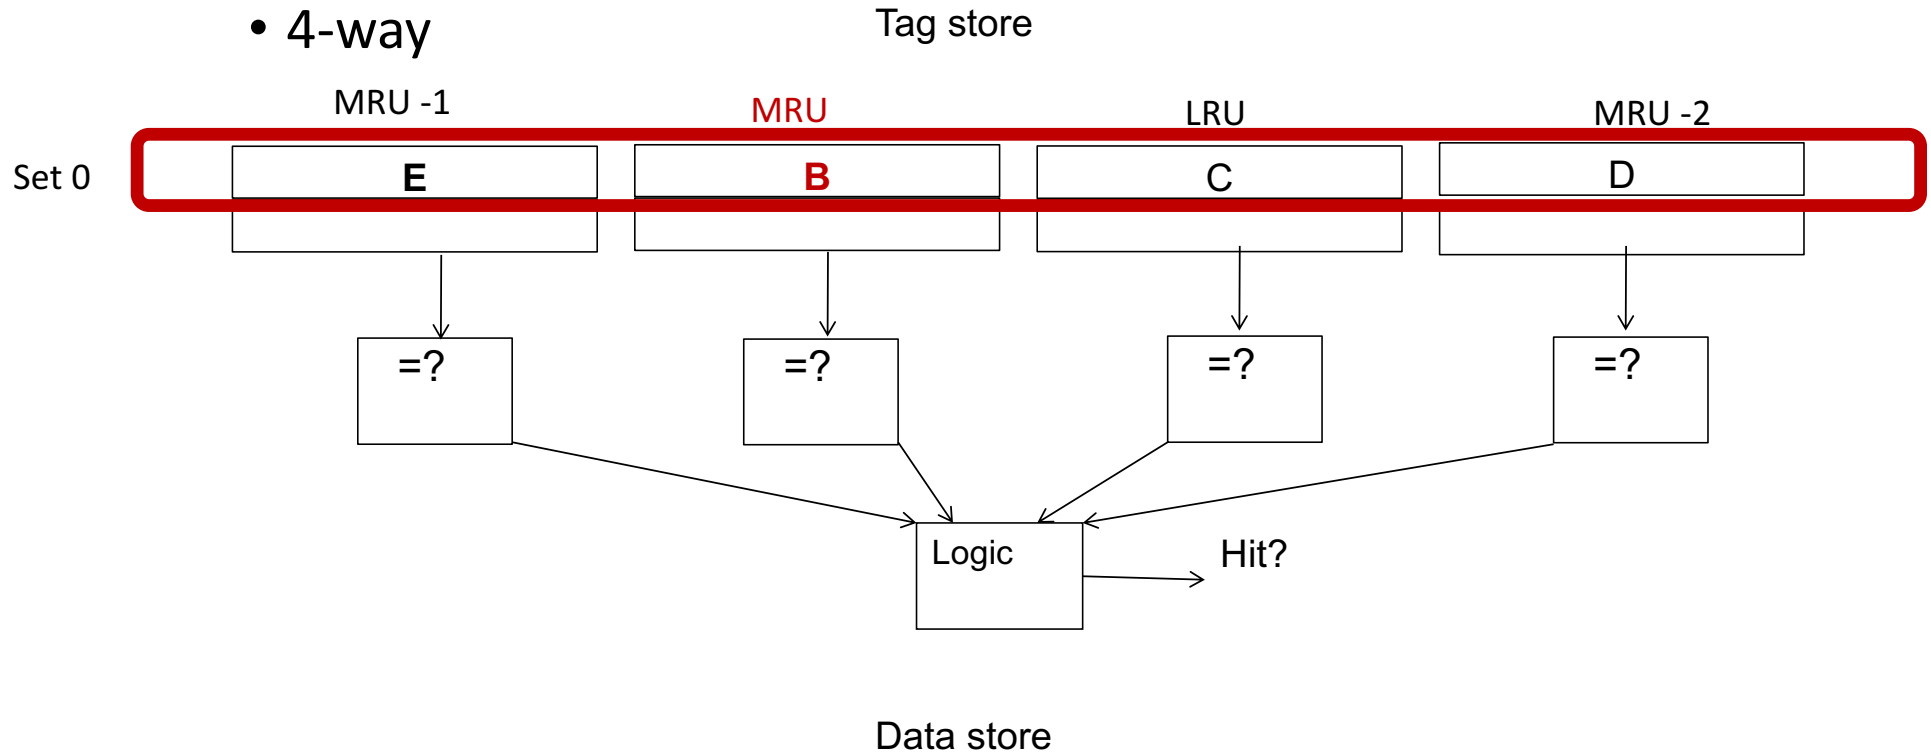 • 4-way
Tag store
MRU -1
MRU
LRU
MRU -2
Set 0
E
B
C
D
=?
=?
=?
=?
Logic
Hit?
Data store